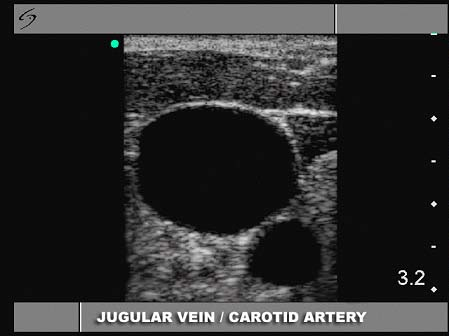 3.2
JUGULAR VEIN / CAROTID ARTERY